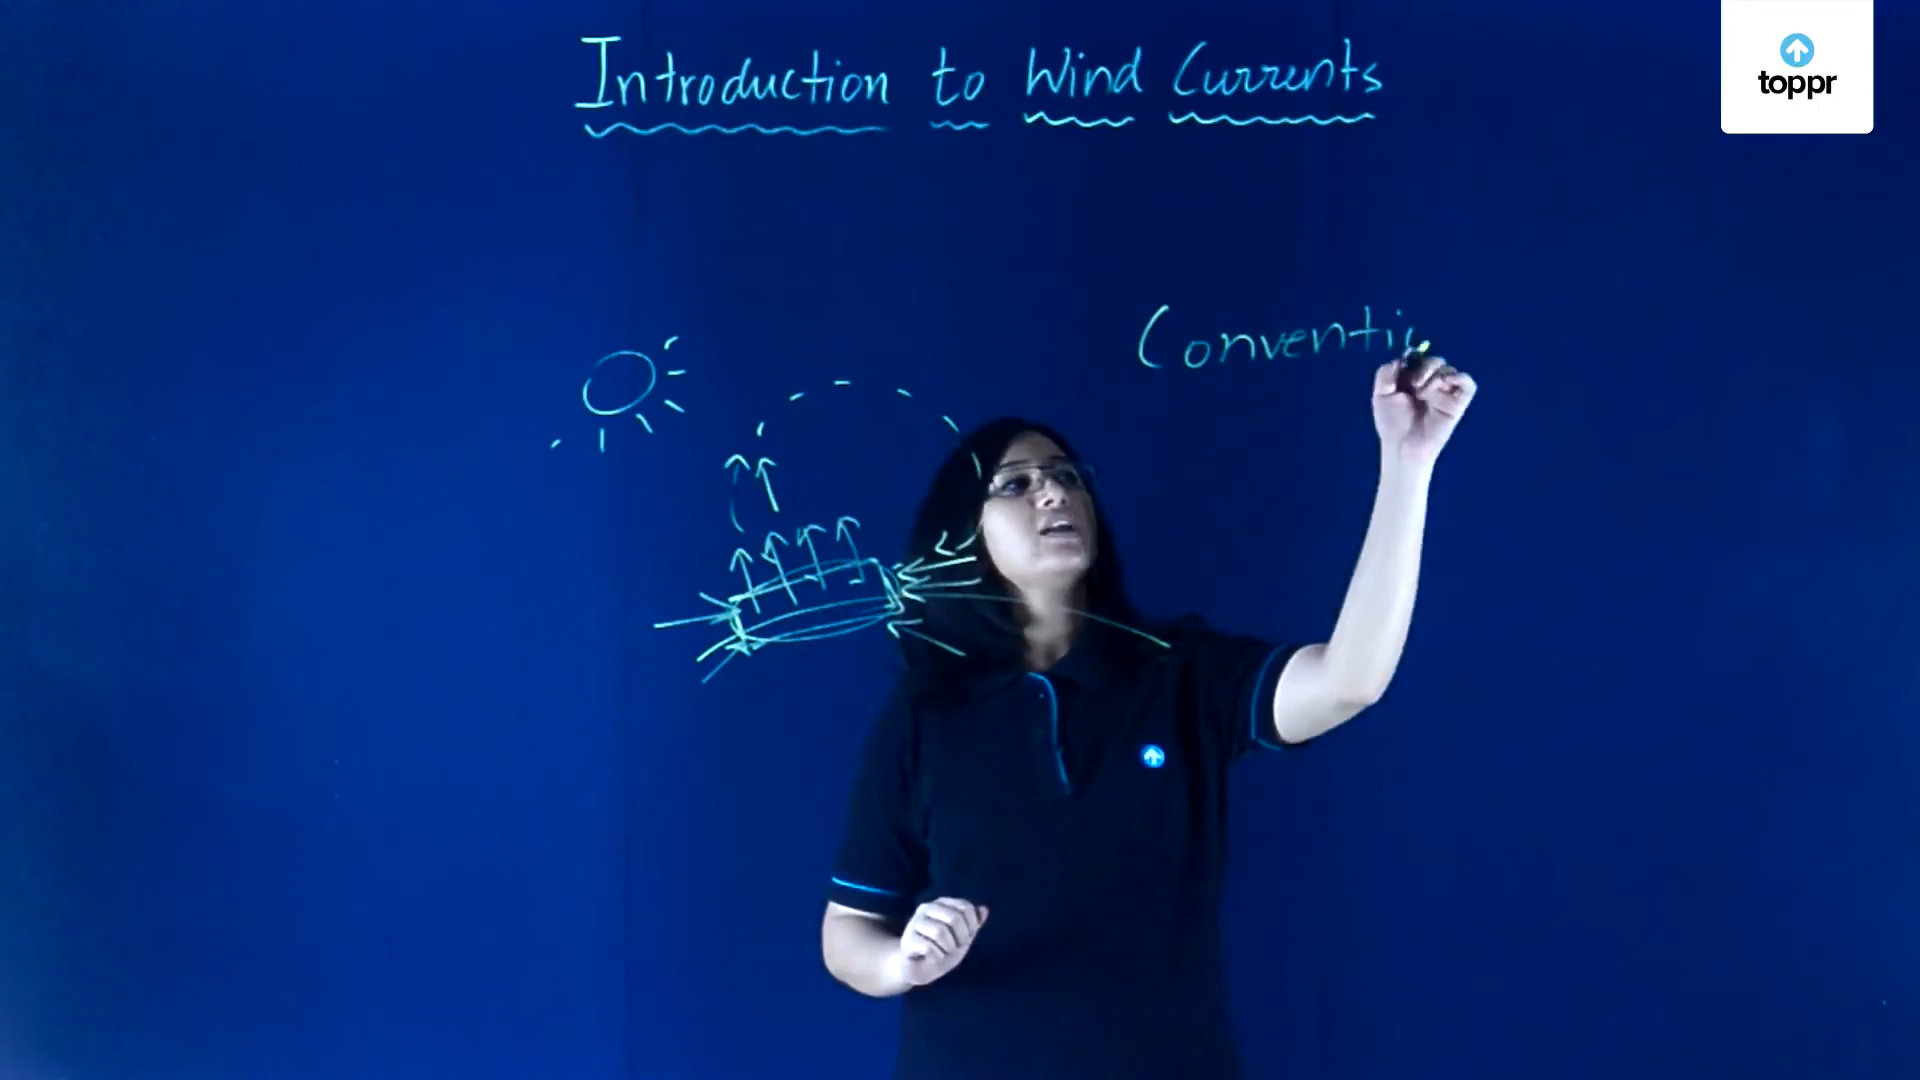 Introduction to Wind Currents
toppr
Conventi